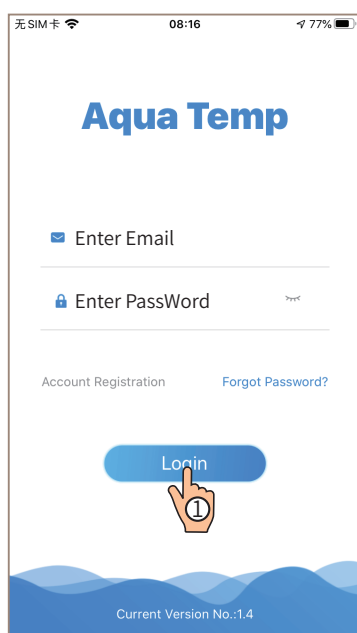 无SIM卡 08:16 77%
Aqua Temp
Enter Email
Enter PassWord
Account Registration Forgot Password?
Login
①
Current Version No.:1.4